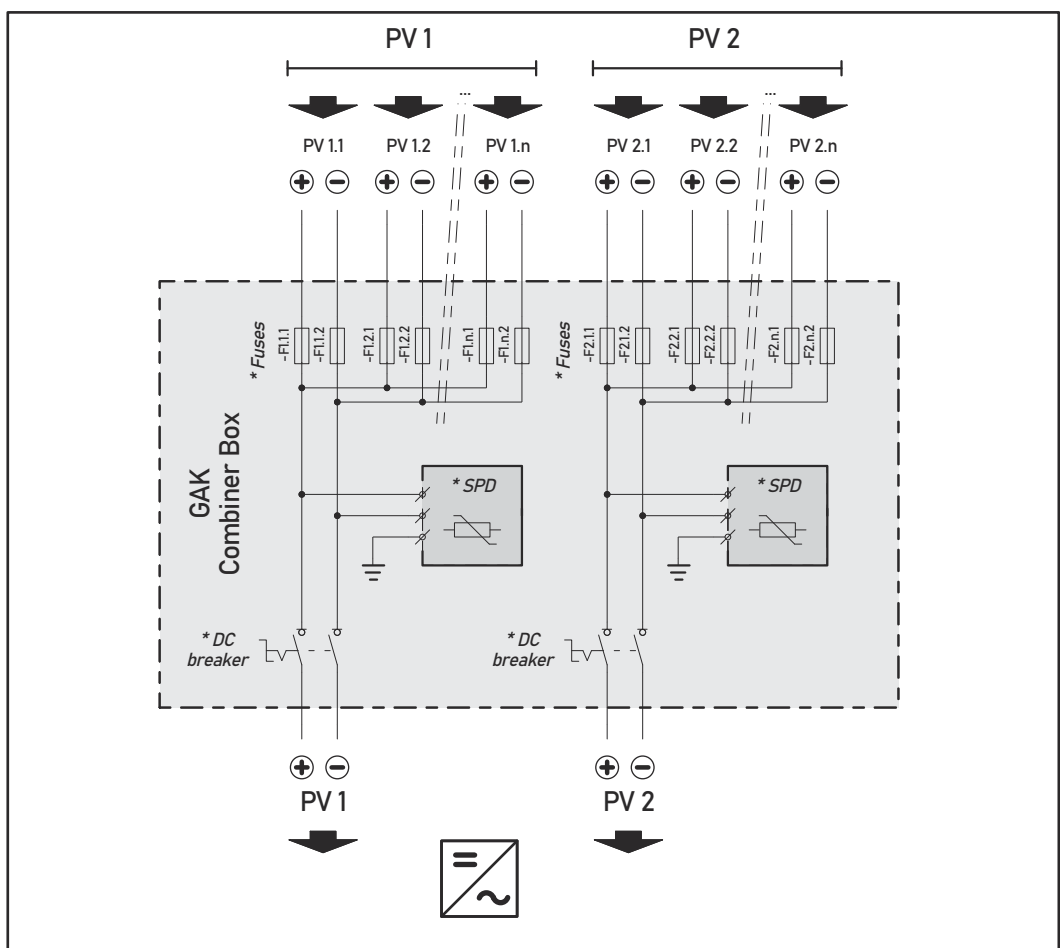 PV 1 PV 2
... ...
PV 1.1 PV 1.2 PV 1.n PV 2.1 PV 2.2 PV 2.n
+ − + − + − + − + − + −
* Fuses
-F1.1.1
-F1.1.2
-F1.2.1
-F1.2.2
-F1.n.1
-F1.n.2
* Fuses
-F2.1.1
-F2.1.2
-F2.2.1
-F2.2.2
-F2.n.1
-F2.n.2
GAK
Combiner Box
* SPD
* SPD
* DC
breaker
* DC
breaker
+ − + −
PV 1 PV 2